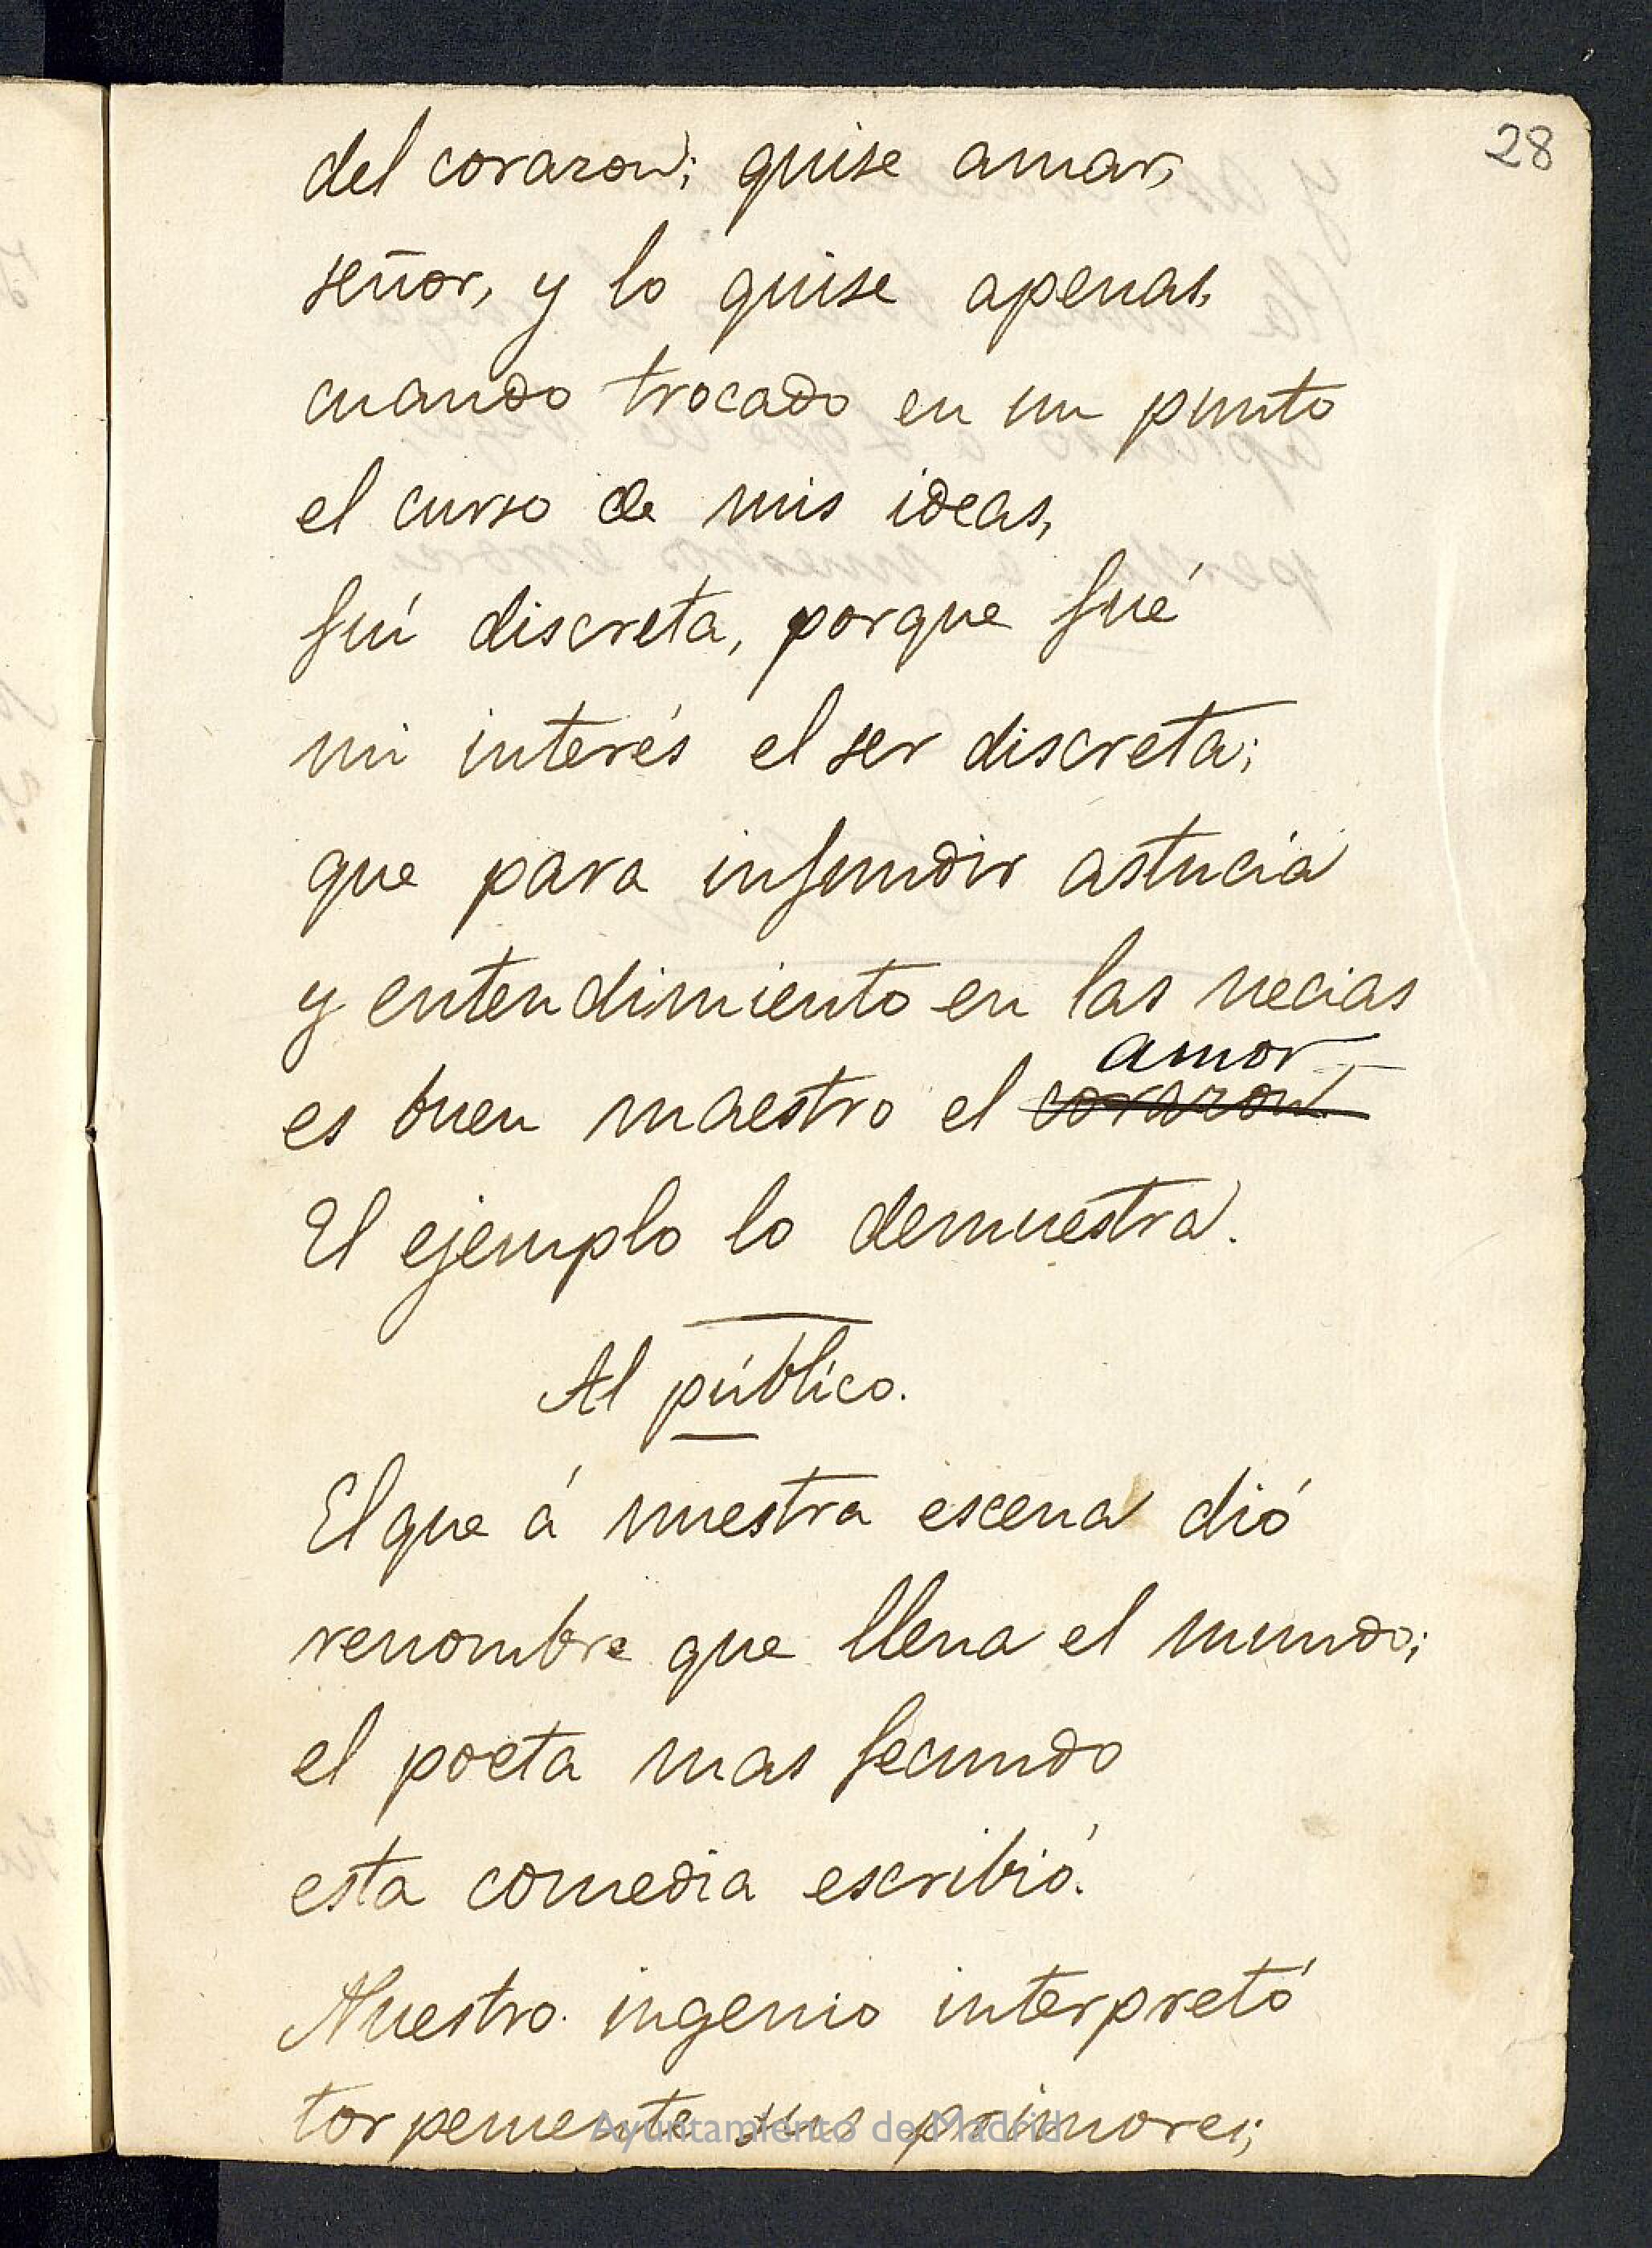 28
del corazon; quise amar,
señor, y lo quise apenas,
cuando trocado en un punto
el curso de mis ideas,
fuí discreta, porque fué
mi interés el ser discreta;
que para infundir astucia
y entendimiento en las necias
amor
es buen maestro el corazon
El ejemplo lo demuestra.
Al público.
El que á nuestra escena dió
renombre que llena el mundo;
el poeta mas fecundo
esta comedia escribió.
Nuestro ingenio interpretó
torpemente sus primores;
Ayuntamiento de Madrid